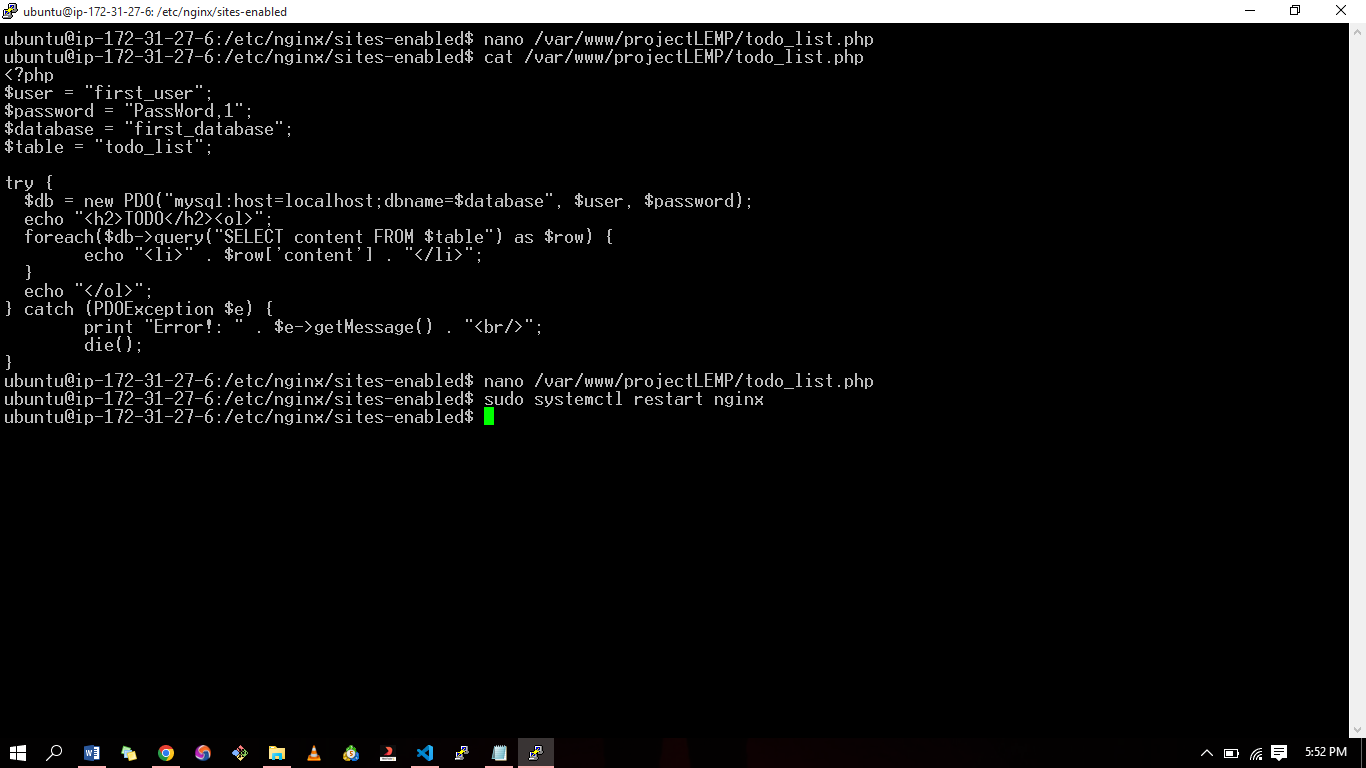 ubuntu@ip-172-31-27-6: /etc/nginx/sites-enabled
ubuntu@ip-172-31-27-6:/etc/nginx/sites-enabled$ nano /var/www/projectLEMP/todo_list.php
ubuntu@ip-172-31-27-6:/etc/nginx/sites-enabled$ cat /var/www/projectLEMP/todo_list.php
<?php
$user = "first_user";
$password = "PassWord,1";
$database = "first_database";
$table = "todo_list";
try {
  $db = new PDO("mysql:host=localhost;dbname=$database", $user, $password);
  echo "<h2>TODO</h2><ol>";
  foreach($db->query("SELECT content FROM $table") as $row) {
        echo "<li>" . $row['content'] . "</li>";
  }
  echo "</ol>";
} catch (PDOException $e) {
        print "Error!: " . $e->getMessage() . "<br/>";
        die();
}
ubuntu@ip-172-31-27-6:/etc/nginx/sites-enabled$ nano /var/www/projectLEMP/todo_list.php
ubuntu@ip-172-31-27-6:/etc/nginx/sites-enabled$ sudo systemctl restart nginx
ubuntu@ip-172-31-27-6:/etc/nginx/sites-enabled$
5:52 PM